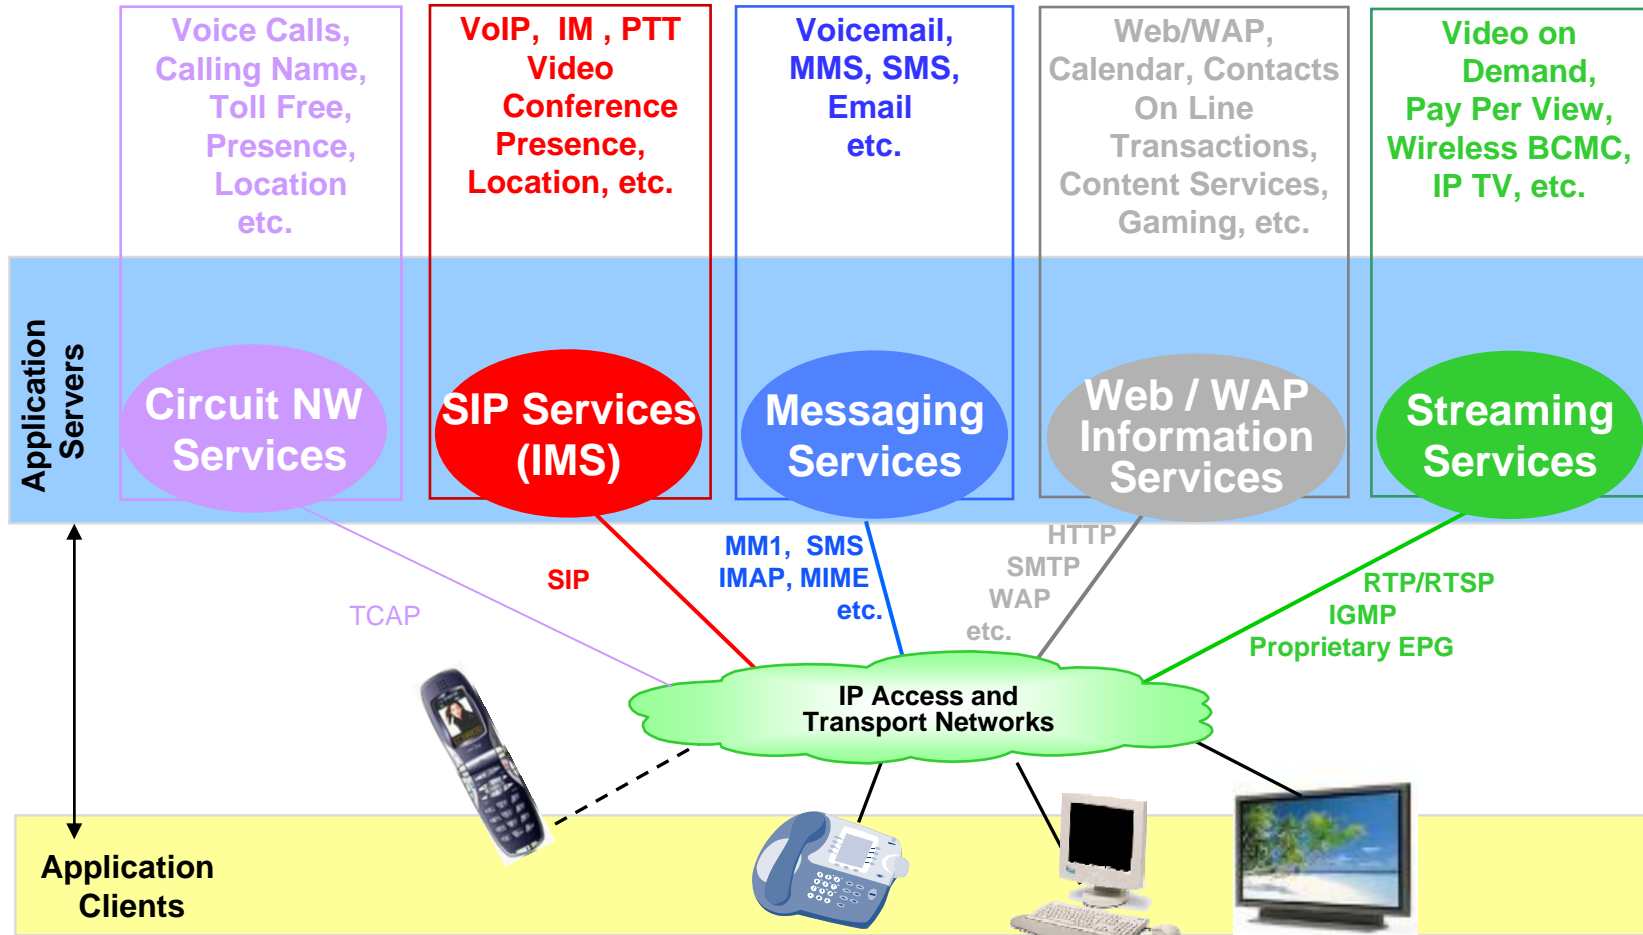 Voice Calls,
Calling Name,
Toll Free,
Presence,
Location
etc.
VoIP, IM , PTT
Video
Conference
Presence,
Location, etc.
Voicemail,
MMS, SMS,
Email
etc.
Web/WAP,
Calendar, Contacts
On Line
Transactions,
Content Services,
Gaming, etc.
Video on
Demand,
Pay Per View,
Wireless BCMC,
IP TV, etc.
Application
Servers
Circuit NW
Services
SIP Services
(IMS)
Messaging
Services
Web / WAP
Information
Services
Streaming
Services
TCAP
SIP
MM1, SMS
IMAP, MIME
etc.
HTTP
SMTP
WAP
etc.
RTP/RTSP
IGMP
Proprietary EPG
IP Access and
Transport Networks
Application
Clients